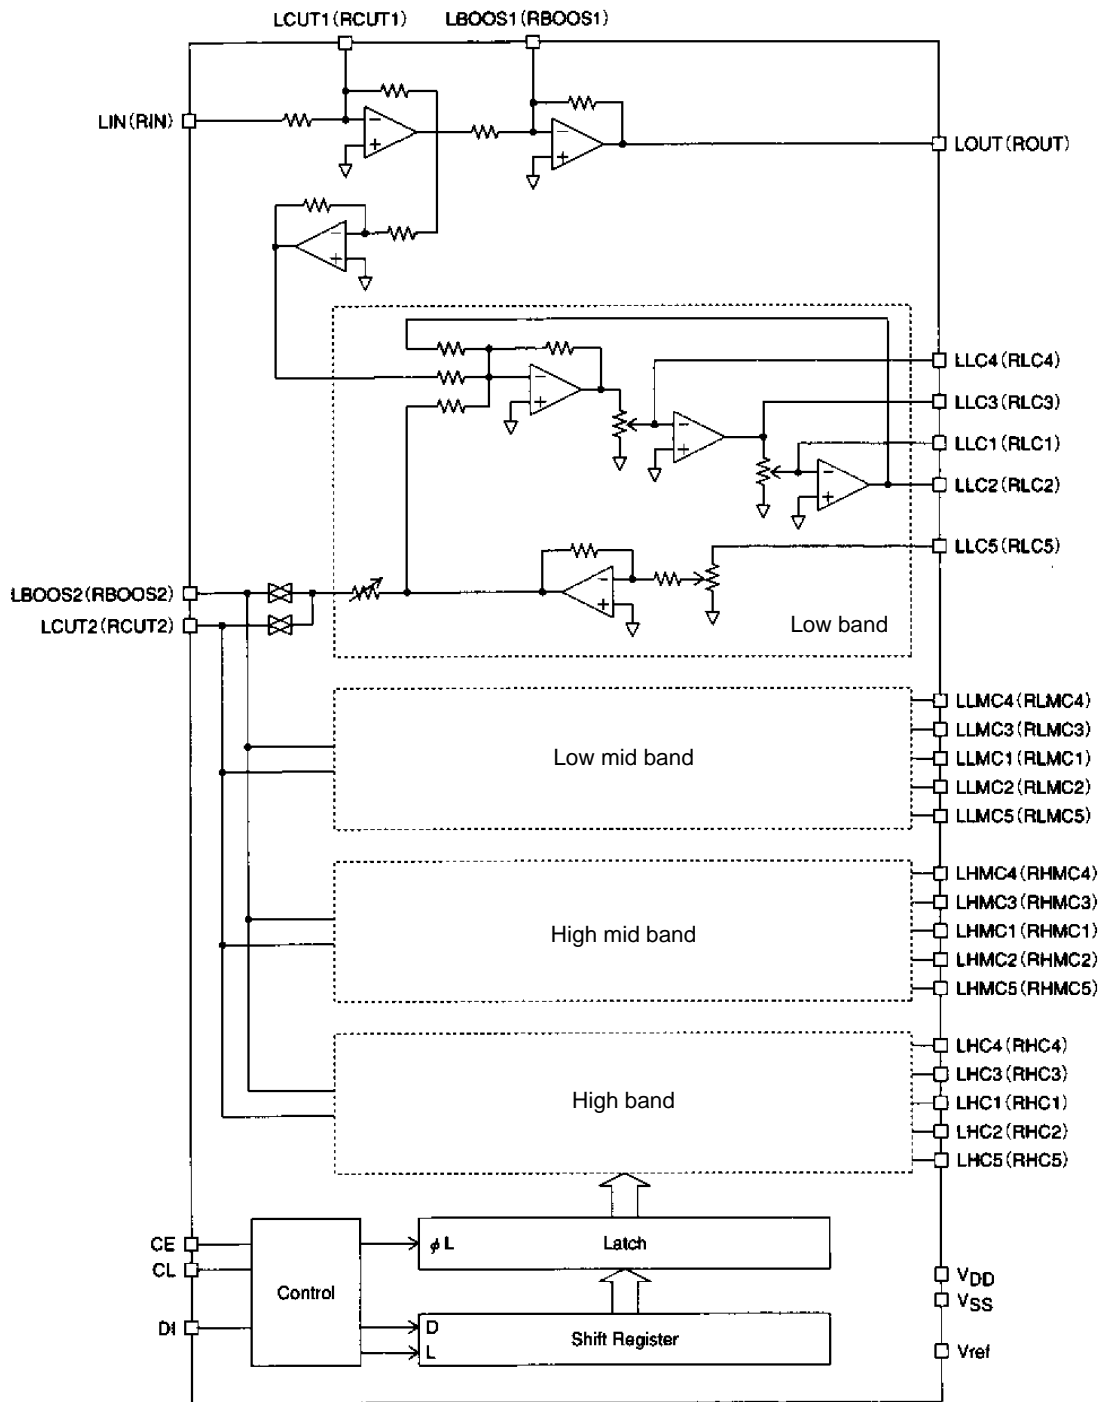 LCUT1(RCUT1) LBOOS1(RBOOS1)
LIN(RIN)
LOUT(ROUT)
LLC4(RLC4)
LLC3(RLC3)
LLC1(RLC1)
LLC2(RLC2)
LLC5(RLC5)
LBOOS2(RBOOS2)
LCUT2(RCUT2)
Low band
LLMC4(RLMC4)
LLMC3(RLMC3)
Low mid band
LLMC1(RLMC1)
LLMC2(RLMC2)
LLMC5(RLMC5)
LHMC4(RHMC4)
LHMC3(RHMC3)
High mid band
LHMC1(RHMC1)
LHMC2(RHMC2)
LHMC5(RHMC5)
LHC4(RHC4)
LHC3(RHC3)
High band
LHC1(RHC1)
LHC2(RHC2)
LHC5(RHC5)
CE
CL
DI
Control
ϕL Latch
D
L
Shift Register
VDD
VSS
Vref